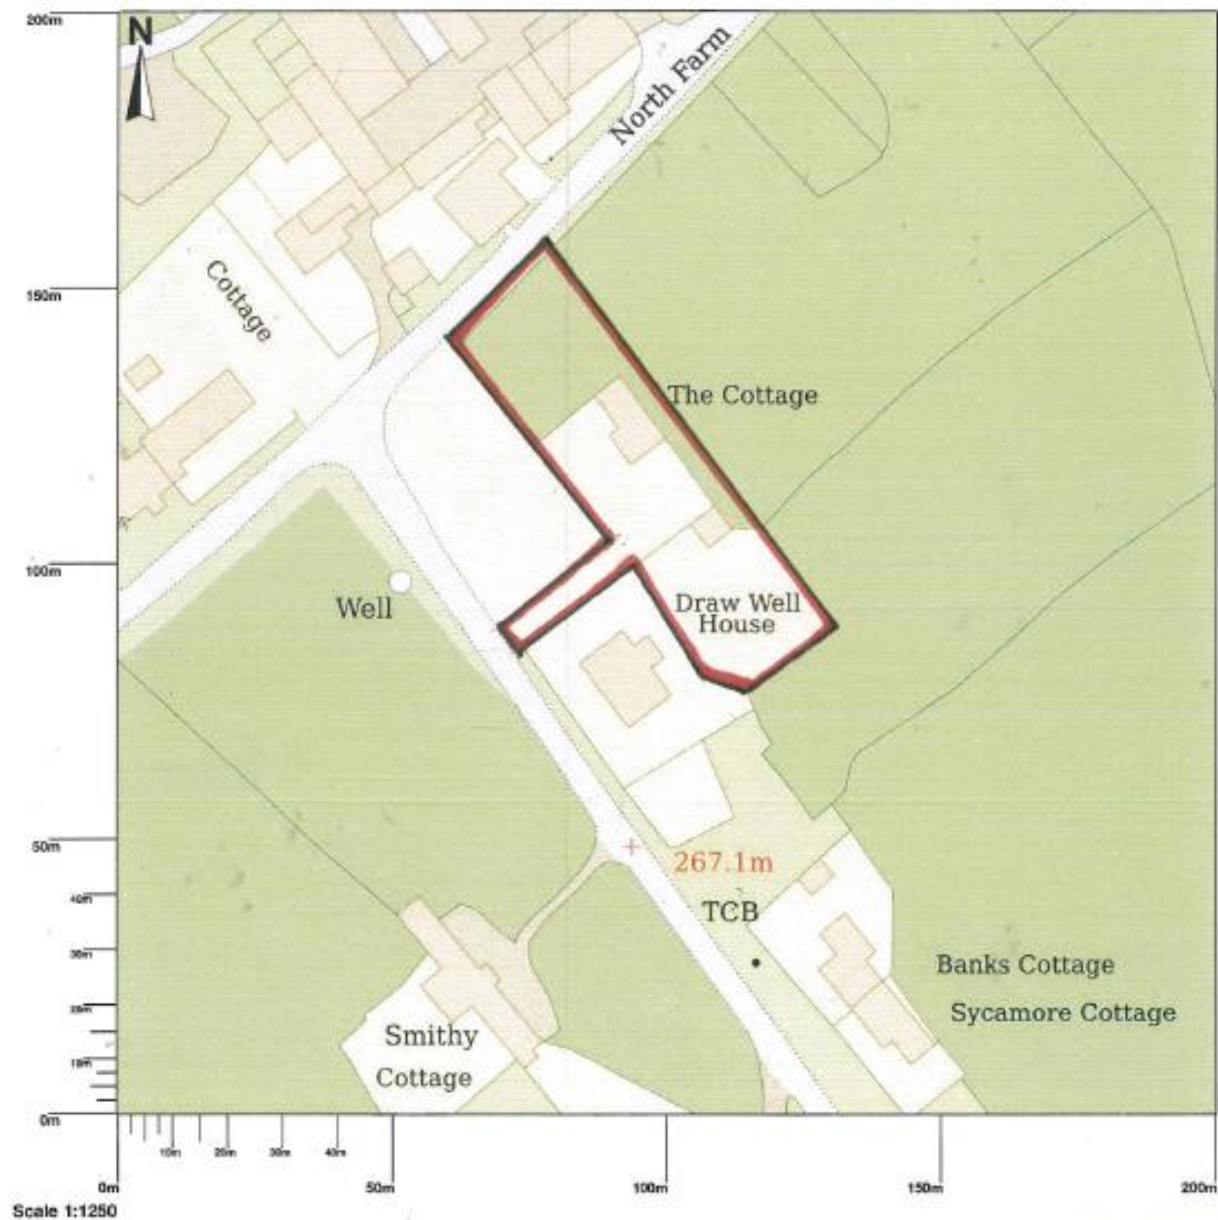 200m
N
North Farm
150m
Cottage
The Cottage
100m
Well
Draw Well
House
50m
267.1m
40m
TCB
30m
Banks Cottage
20m
Sycamore Cottage
Smithy
10m
Cottage
0m
10m 20m 30m 40m
0m 50m 100m 150m 200m
Scale 1:1250